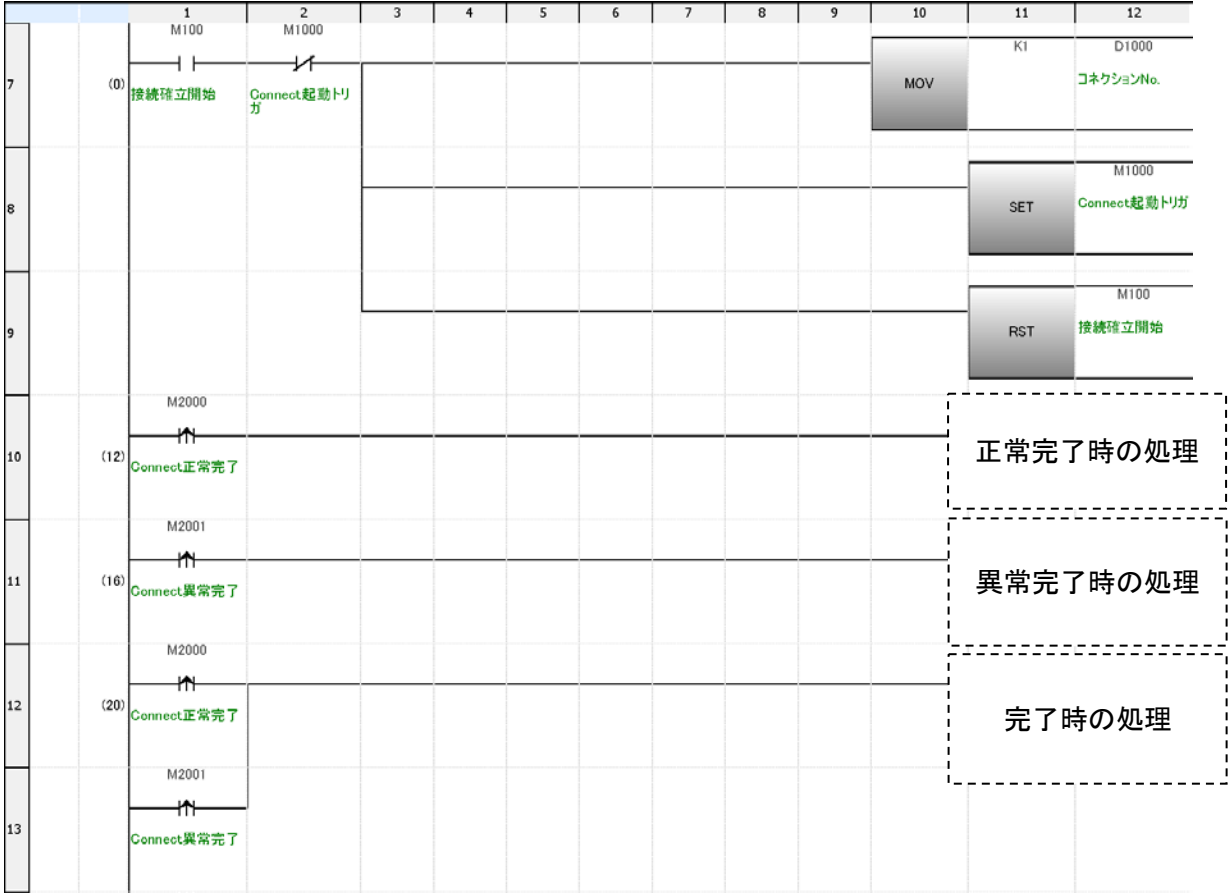 1 2 3 4 5 6 7 8 9 10 11 12
M100 M1000 K1 D1000
7 (0) 接続確立開始 Connect起動トリ MOV コネクションNo.
ガ
M1000
8 SET Connect起動トリガ
M100
9 RST 接続確立開始
M2000
10 (12) Connect正常完了 正常完了時の処理
M2001
11 (16) Connect異常完了 異常完了時の処理
M2000
12 (20) Connect正常完了 完了時の処理
M2001
13 Connect異常完了